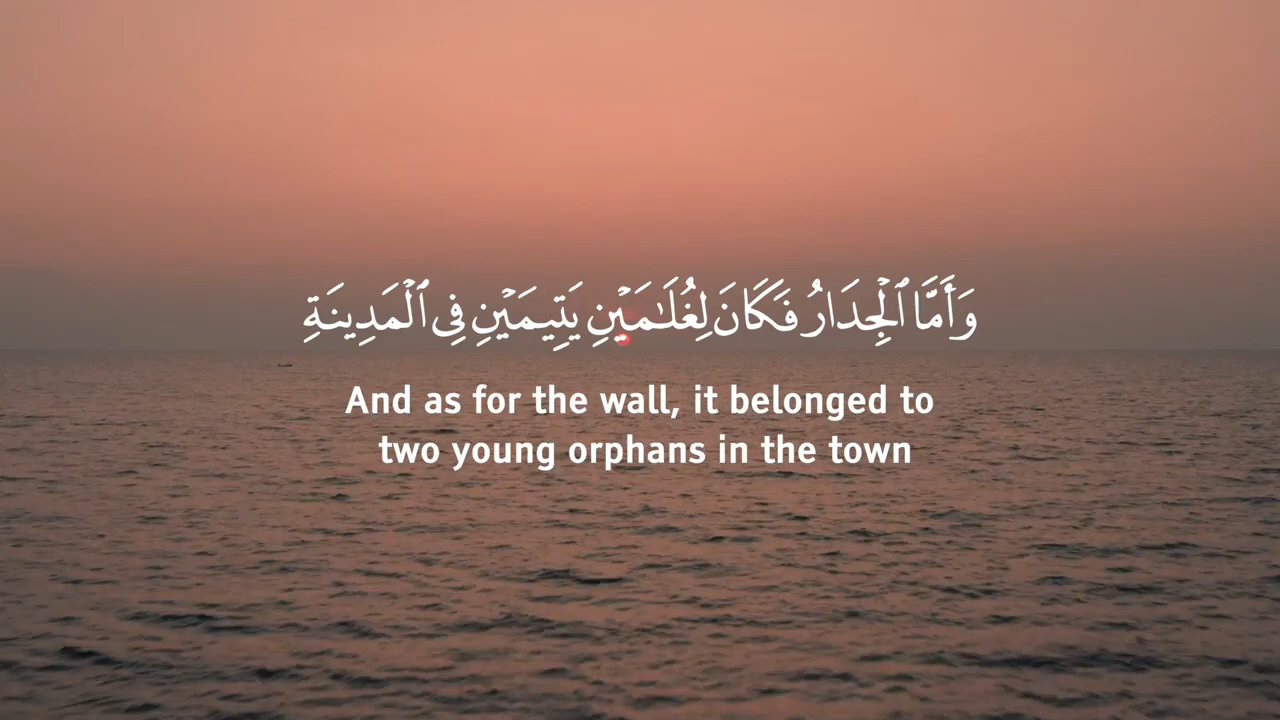 وَأَمَّا ٱلْجِدَارُ فَكَانَ لِغُلَـٰمَيْنِ يَتِيمَيْنِ فِى ٱلْمَدِينَةِ
And as for the wall, it belonged to
two young orphans in the town